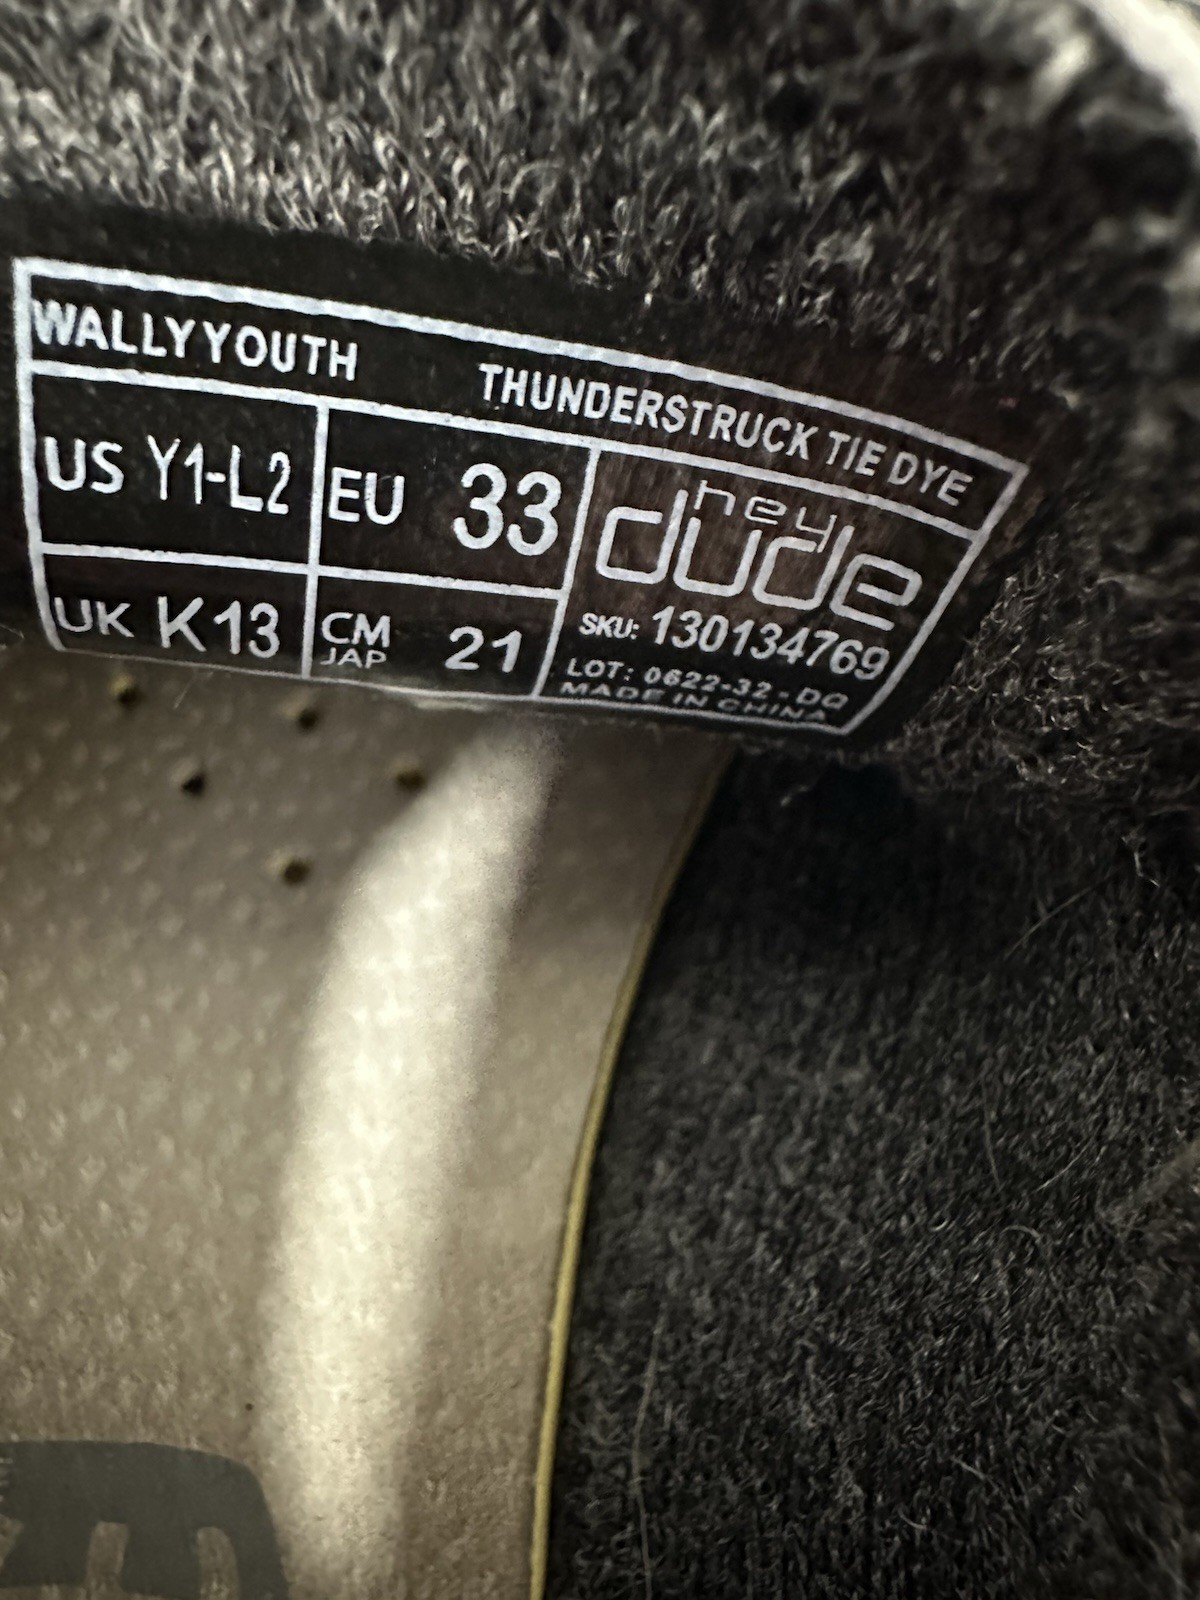 WALLY YOUTH THUNDERSTRUCK TIE DYE
US Y1-L2 EU 33
hey
dude
UK K13 CM
JAP 21
SKU: 130134769
LOT: 0622-32-DQ
MADE IN CHINA